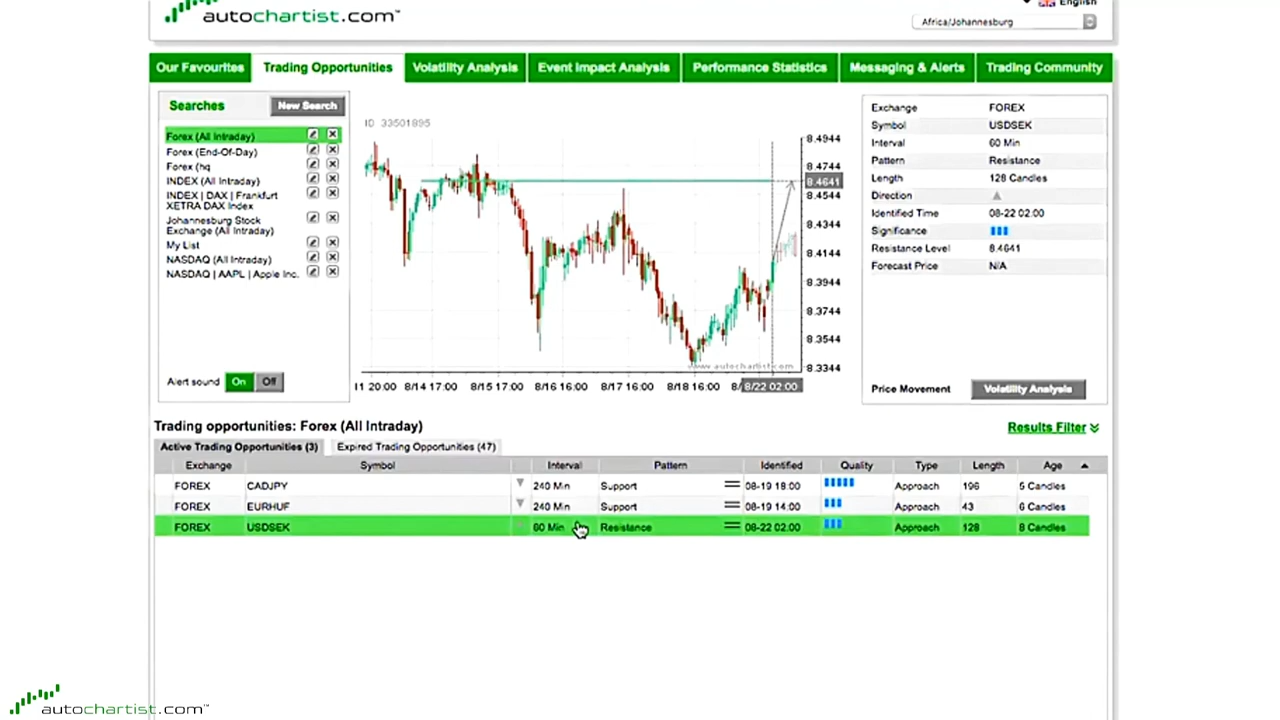 autochartist.com™
English
Africa/Johannesburg
Our Favourites
Trading Opportunities
Volatility Analysis
Event Impact Analysis
Performance Statistics
Messaging & Alerts
Trading Community
Searches
New Search
Forex (All Intraday)
Forex (End-Of-Day)
Forex (hq
INDEX (All Intraday)
INDEX | DAX | Frankfurt
XETRA DAX Index
Johannesburg Stock
Exchange (All Intraday)
My List
NASDAQ (All Intraday)
NASDAQ | AAPL | Apple Inc.
Alert sound On Off
ID 33501895
8.4944
8.4744
8.4641
8.4544
8.4344
8.4144
8.3944
8.3744
8.3544
8.3344
www.autochartist.com
11 20:00 8/14 17:00 8/15 17:00 8/16 16:00 8/17 16:00 8/18 16:00 8/ 8/22 02:00
Exchange FOREX
Symbol USDSEK
Interval 60 Min
Pattern Resistance
Length 128 Candles
Direction
Identified Time 08-22 02:00
Significance
Resistance Level 8.4641
Forecast Price N/A
Price Movement Volatility Analysis
Trading opportunities: Forex (All Intraday)
Results Filter
Active Trading Opportunities (3) Expired Trading Opportunities (47)
Exchange Symbol Interval Pattern Identified Quality Type Length Age
FOREX CADJPY 240 Min Support 08-19 18:00 Approach 196 5 Candles
FOREX EURHUF 240 Min Support 08-19 14:00 Approach 43 6 Candles
FOREX USDSEK 60 Min Resistance 08-22 02:00 Approach 128 8 Candles
autochartist.com™